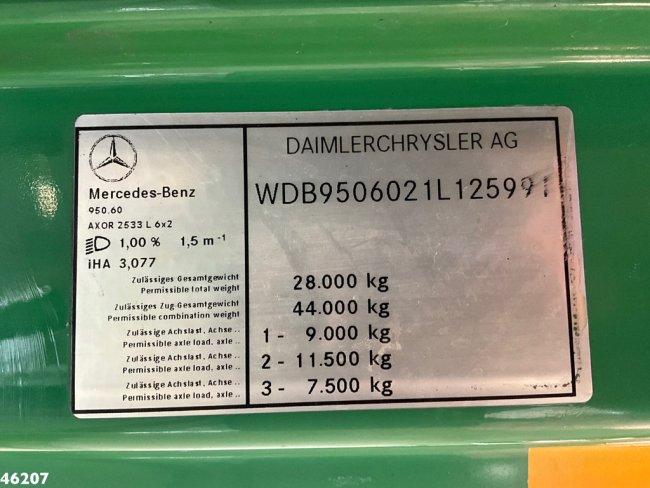 DAIMLERCHRYSLER AG
WDB9506021L125991
Mercedes-Benz
950.60
AXOR 2533 L 6x2
1,00 % 1,5 m⁻¹
iHA 3,077
Zulässiges Gesamtgewicht
Permissible total weight
28.000 kg
Zulässiges Zug-Gesamtgewicht
Permissible combination weight
44.000 kg
Zulässige Achslast, Achse ..
Permissible axle load, axle ..
1 - 9.000 kg
Zulässige Achslast, Achse ..
Permissible axle load, axle ..
2 - 11.500 kg
Zulässige Achslast, Achse ..
Permissible axle load, axle ..
3 - 7.500 kg
46207